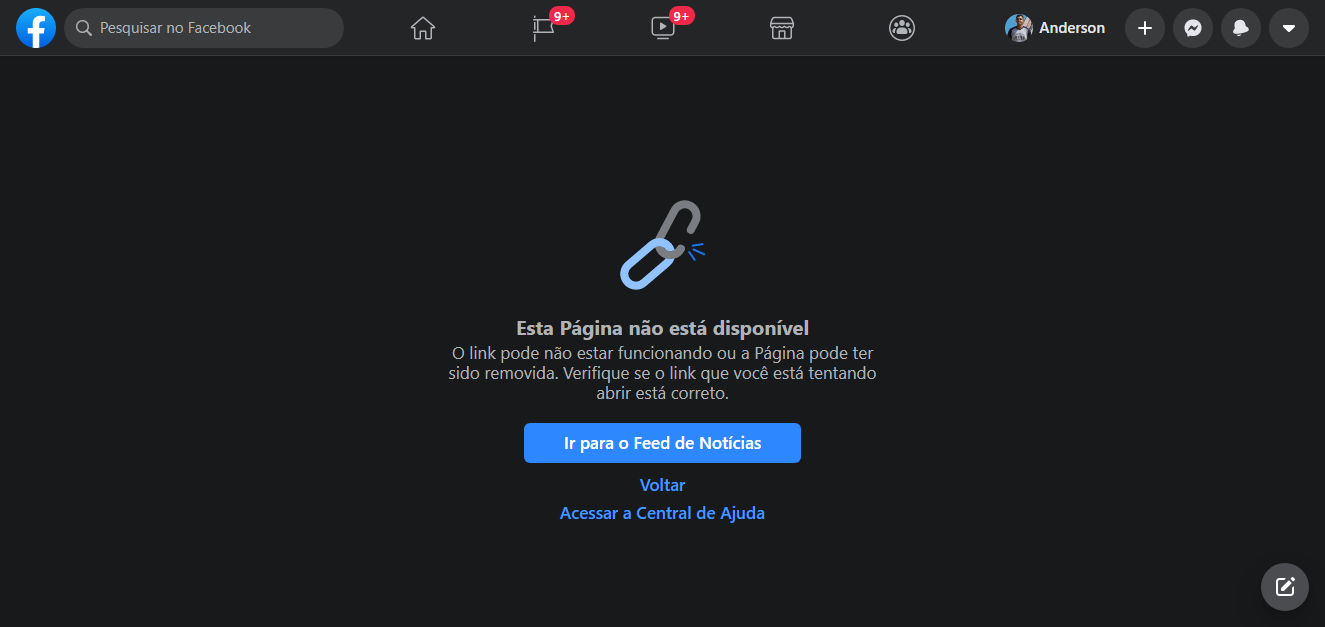 Pesquisar no Facebook
9+
9+
Anderson
Esta Página não está disponível
O link pode não estar funcionando ou a Página pode ter
sido removida. Verifique se o link que você está tentando
abrir está correto.
Ir para o Feed de Notícias
Voltar
Acessar a Central de Ajuda